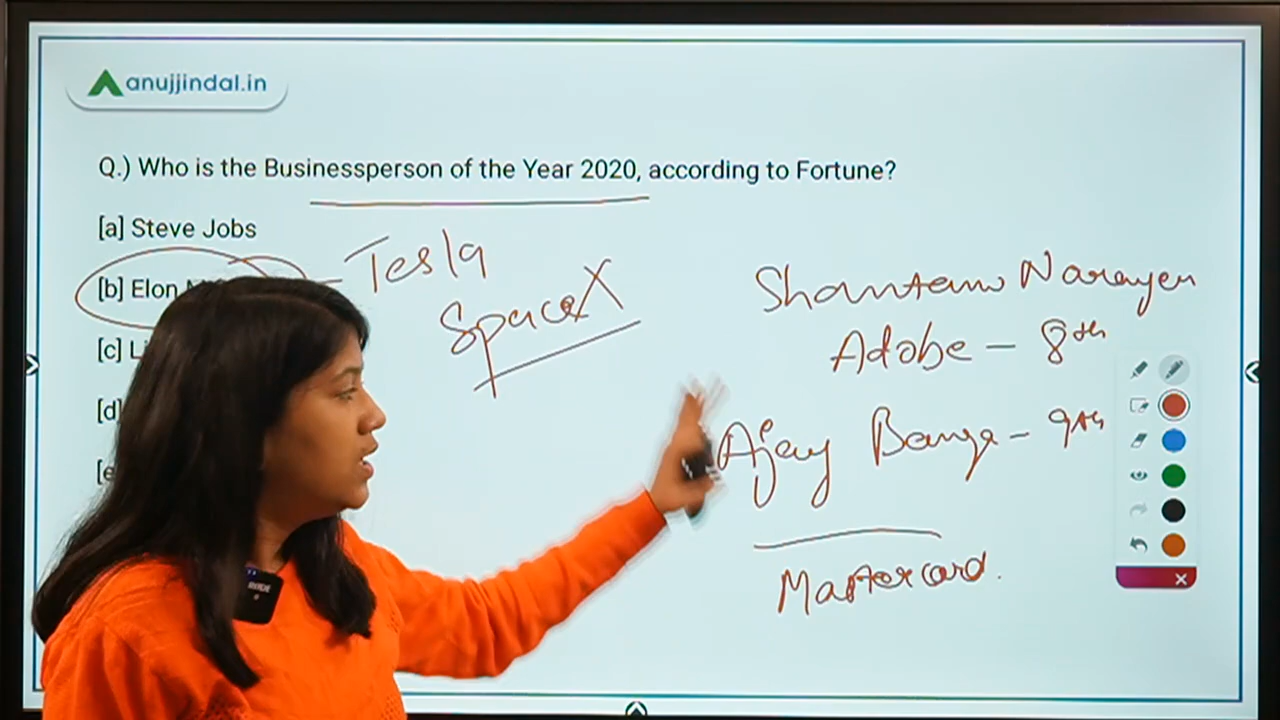 anujjindal.in
Q.) Who is the Businessperson of the Year 2020, according to Fortune?
[a] Steve Jobs
[b] Elon
Tesla
SpaceX
[c]
[d]
Shantanu Narayen
Adobe - 8th
Ajay Banga - 9th
Mastercard.